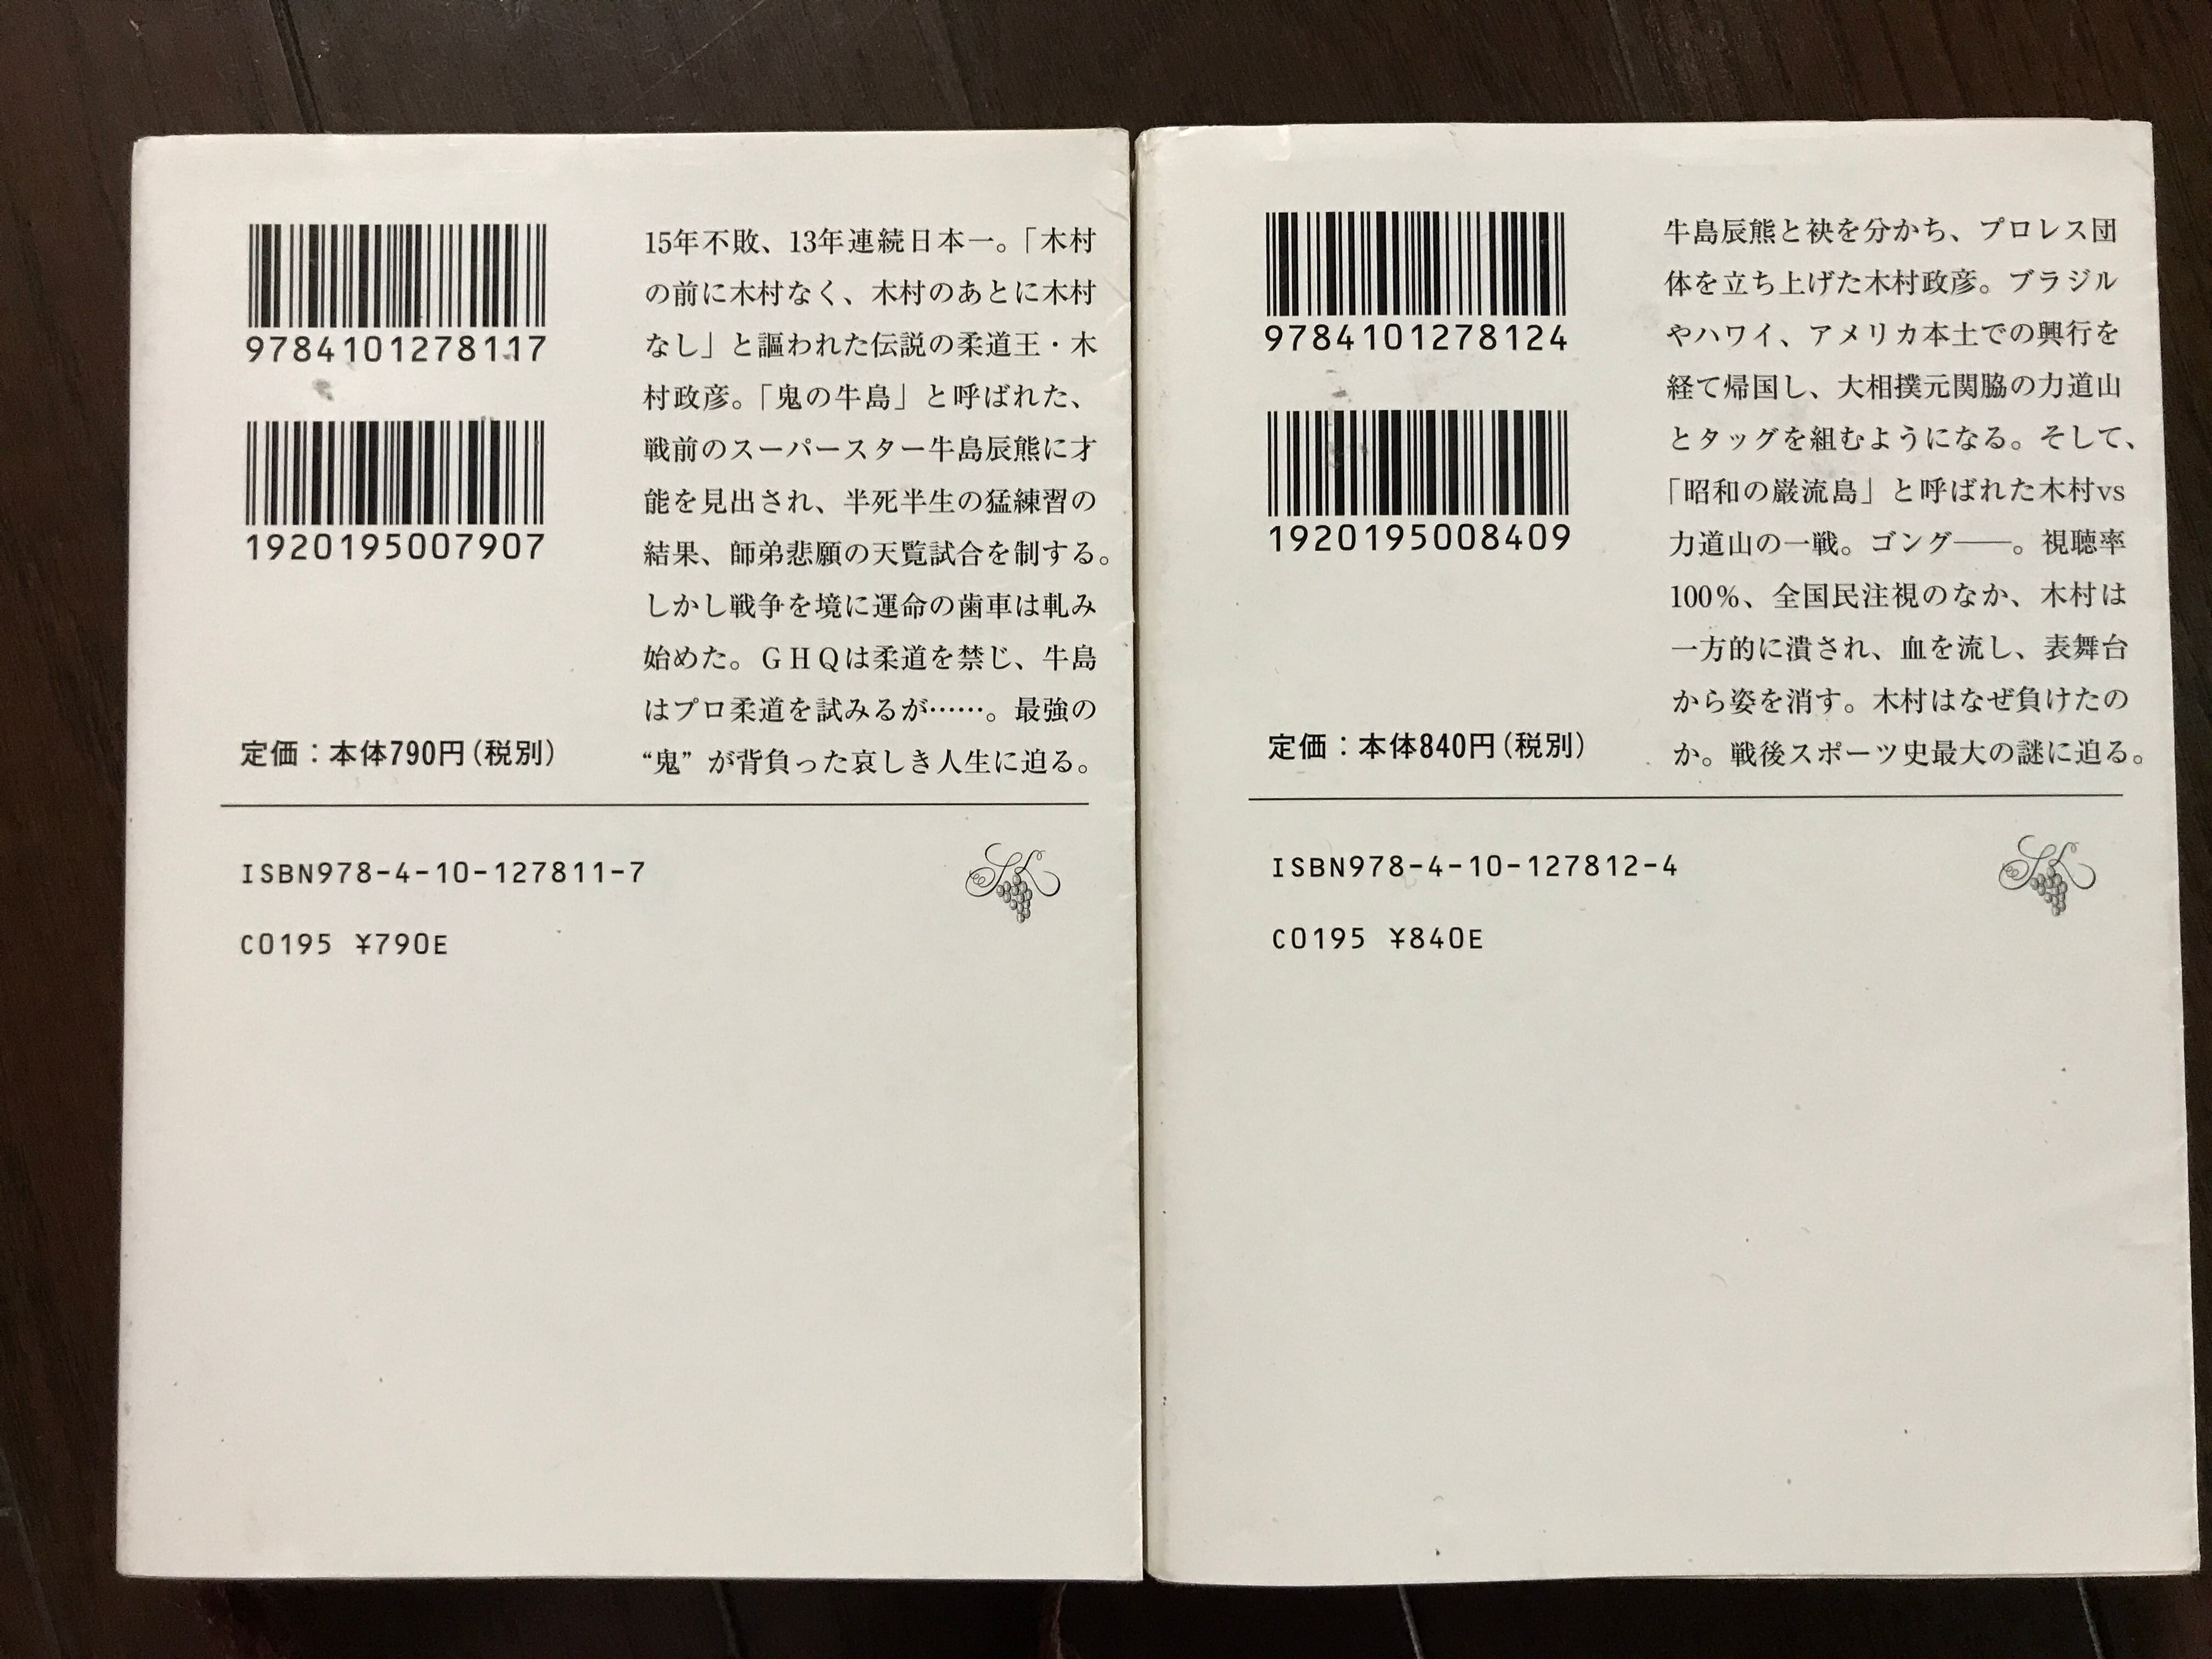 9784101278117
1920195007907
15年不敗、13年連続日本一。「木村
の前に木村なく、木村のあとに木村
なし」と謳われた伝説の柔道王・木
村政彦。「鬼の牛島」と呼ばれた、
戦前のスーパースター牛島辰熊に才
能を見出され、半死半生の猛練習の
結果、師弟悲願の天覧試合を制する。
しかし戦争を境に運命の歯車は軋み
始めた。GHQは柔道を禁じ、牛島
はプロ柔道を試みるが……。最強の
“鬼”が背負った哀しき人生に迫る。
定価：本体790円（税別）
ISBN978-4-10-127811-7
C0195 ¥790E
9784101278124
1920195008409
牛島辰熊と袂を分かち、プロレス団
体を立ち上げた木村政彦。ブラジル
やハワイ、アメリカ本土での興行を
経て帰国し、大相撲元関脇の力道山
とタッグを組むようになる。そして、
「昭和の巌流島」と呼ばれた木村vs
力道山の一戦。ゴング――。視聴率
100％、全国民注視のなか、木村は
一方的に潰され、血を流し、表舞台
から姿を消す。木村はなぜ負けたの
か。戦後スポーツ史最大の謎に迫る。
定価：本体840円（税別）
ISBN978-4-10-127812-4
C0195 ¥840E